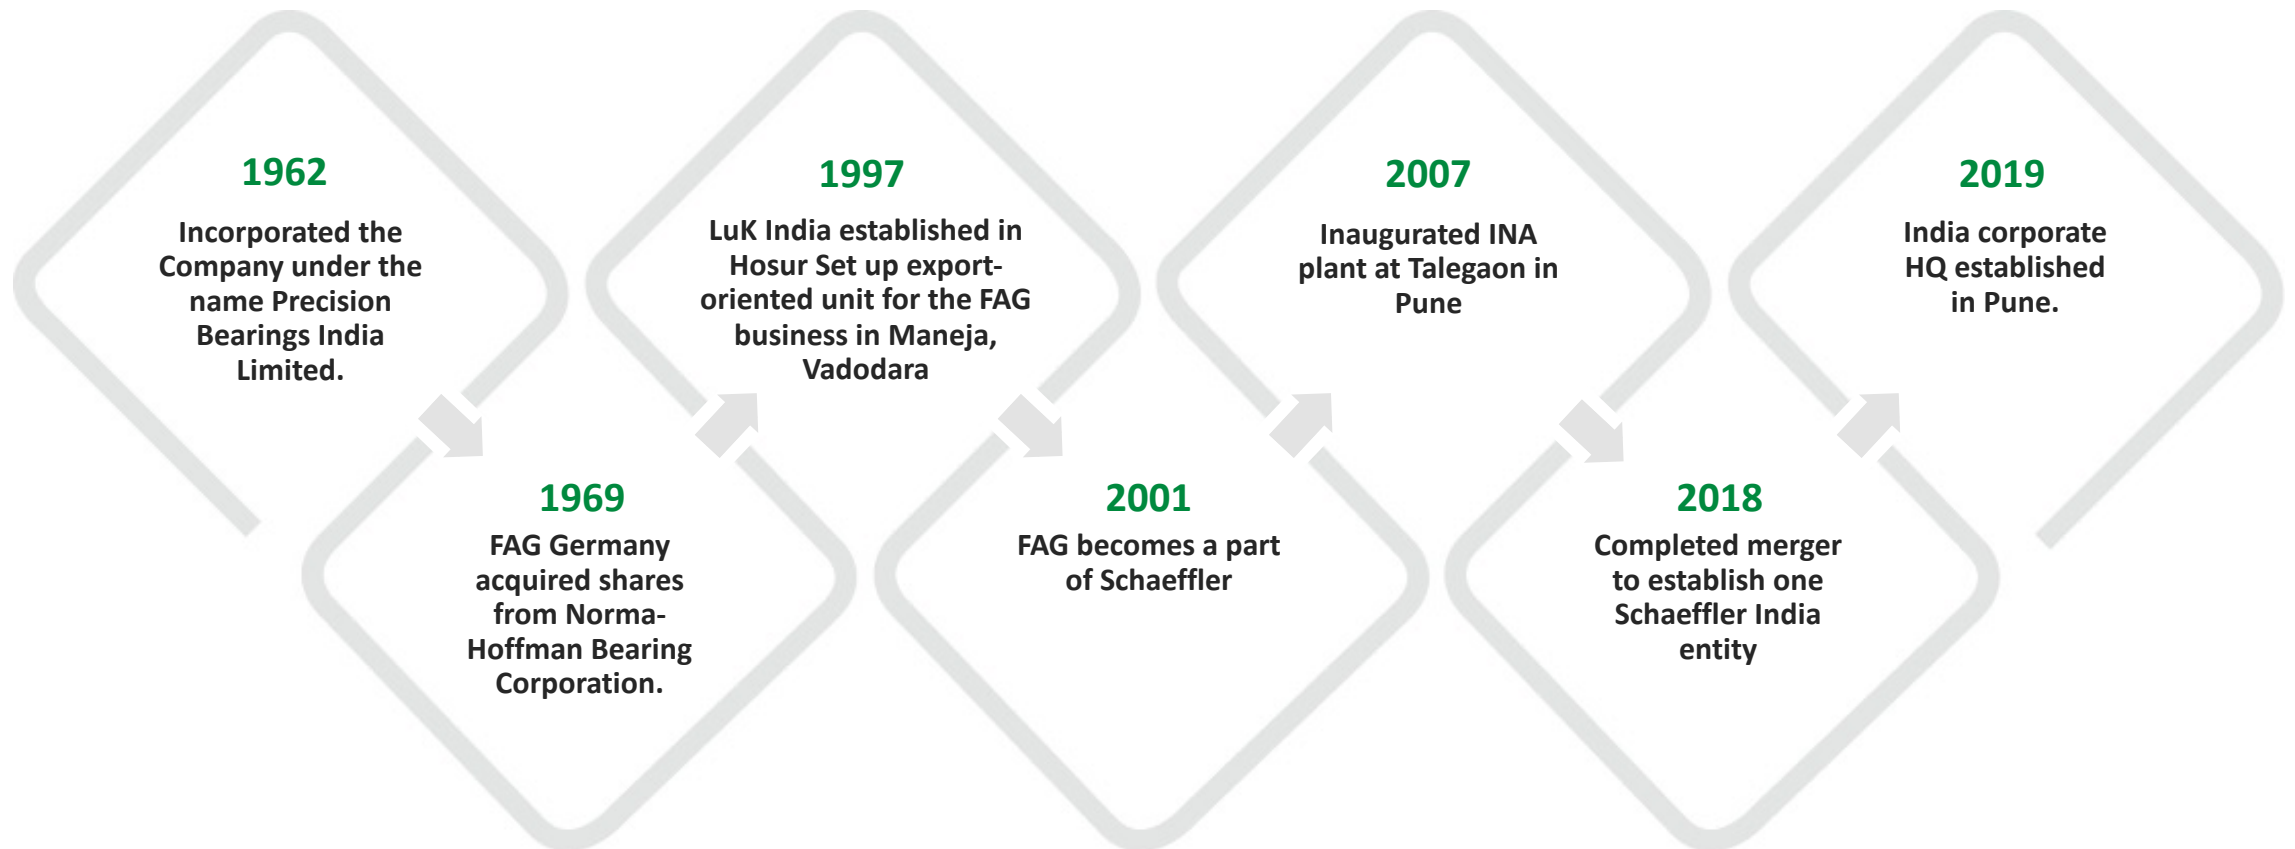 1962
Incorporated the
Company under the
name Precision
Bearings India
Limited.
1969
FAG Germany
acquired shares
from Norma-
Hoffman Bearing
Corporation.
1997
LuK India established in
Hosur Set up export-
oriented unit for the FAG
business in Maneja,
Vadodara
2001
FAG becomes a part
of Schaeffler
2007
Inaugurated INA
plant at Talegaon in
Pune
2018
Completed merger
to establish one
Schaeffler India
entity
2019
India corporate
HQ established
in Pune.